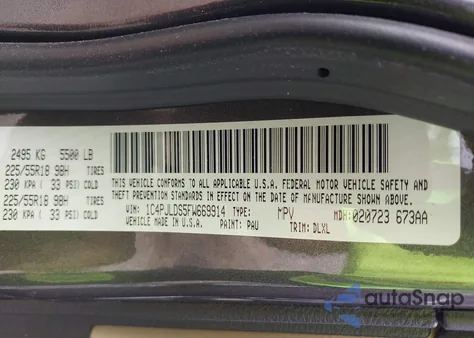 2495 KG 5500 LB
225/55R18 98H TIRES
230 KPA ( 33 PSI) COLD
225/55R18 98H TIRES
230 KPA ( 33 PSI) COLD
THIS VEHICLE CONFORMS TO ALL APPLICABLE U.S.A. FEDERAL MOTOR VEHICLE SAFETY AND
THEFT PREVENTION STANDARDS IN EFFECT ON THE DATE OF MANUFACTURE SHOWN ABOVE.
VIN: 1C4PJLDS5FW669914 TYPE: MPV MDH: 020723 673AA
VEHICLE MADE IN U.S.A. PAINT: PAU TRIM: DLXL
autoSnap